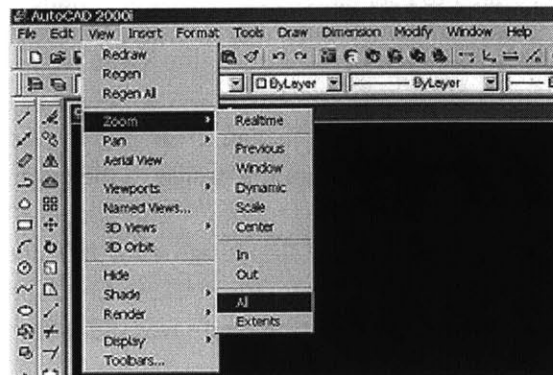 AutoCAD 2000i
File Edit View Insert Format Tools Draw Dimension Modify Window Help
ByLayer ByLayer
Redraw
Regen
Regen All
Zoom
Pan
Aerial View
Viewports
Named Views...
3D Views
3D Orbit
Hide
Shade
Render
Display
Toolbars...
Realtime
Previous
Window
Dynamic
Scale
Center
In
Out
All
Extents